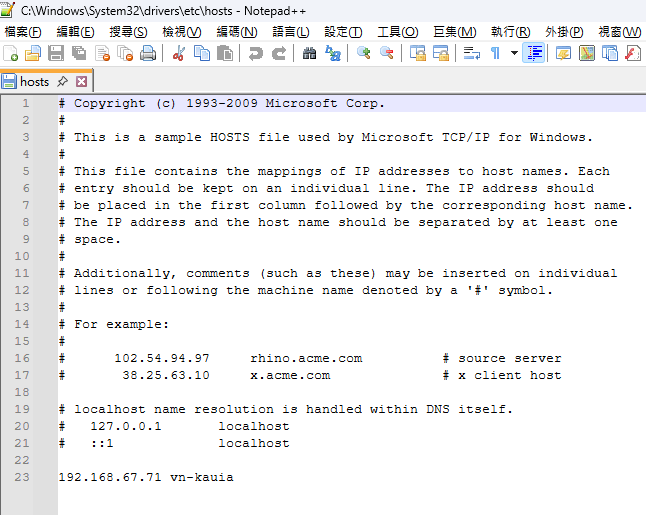 C:\Windows\System32\drivers\etc\hosts - Notepad++
檔案(F) 編輯(E) 搜尋(S) 檢視(V) 編碼(N) 語言(L) 設定(T) 工具(O) 巨集(M) 執行(R) 外掛(P) 視窗(W)
hosts
1 # Copyright (c) 1993-2009 Microsoft Corp.
2 #
3 # This is a sample HOSTS file used by Microsoft TCP/IP for Windows.
4 #
5 # This file contains the mappings of IP addresses to host names. Each
6 # entry should be kept on an individual line. The IP address should
7 # be placed in the first column followed by the corresponding host name.
8 # The IP address and the host name should be separated by at least one
9 # space.
10 #
11 # Additionally, comments (such as these) may be inserted on individual
12 # lines or following the machine name denoted by a '#' symbol.
13 #
14 # For example:
15 #
16 #      102.54.94.97     rhino.acme.com          # source server
17 #       38.25.63.10     x.acme.com              # x client host
18
19 # localhost name resolution is handled within DNS itself.
20 #   127.0.0.1       localhost
21 #   ::1             localhost
22
23 192.168.67.71 vn-kauia